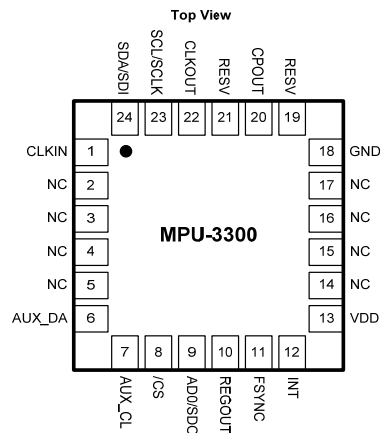 Top View
SDA/SDI
SCL/SCLK
CLKOUT
RESV
CPOUT
RESV
24 23 22 21 20 19
CLKIN 1 18 GND
NC 2 17 NC
NC 3 16 NC
MPU-3300
NC 4 15 NC
NC 5 14 NC
AUX_DA 6 13 VDD
7 8 9 10 11 12
AUX_CL
/CS
AD0/SDO
REGOUT
FSYNC
INT